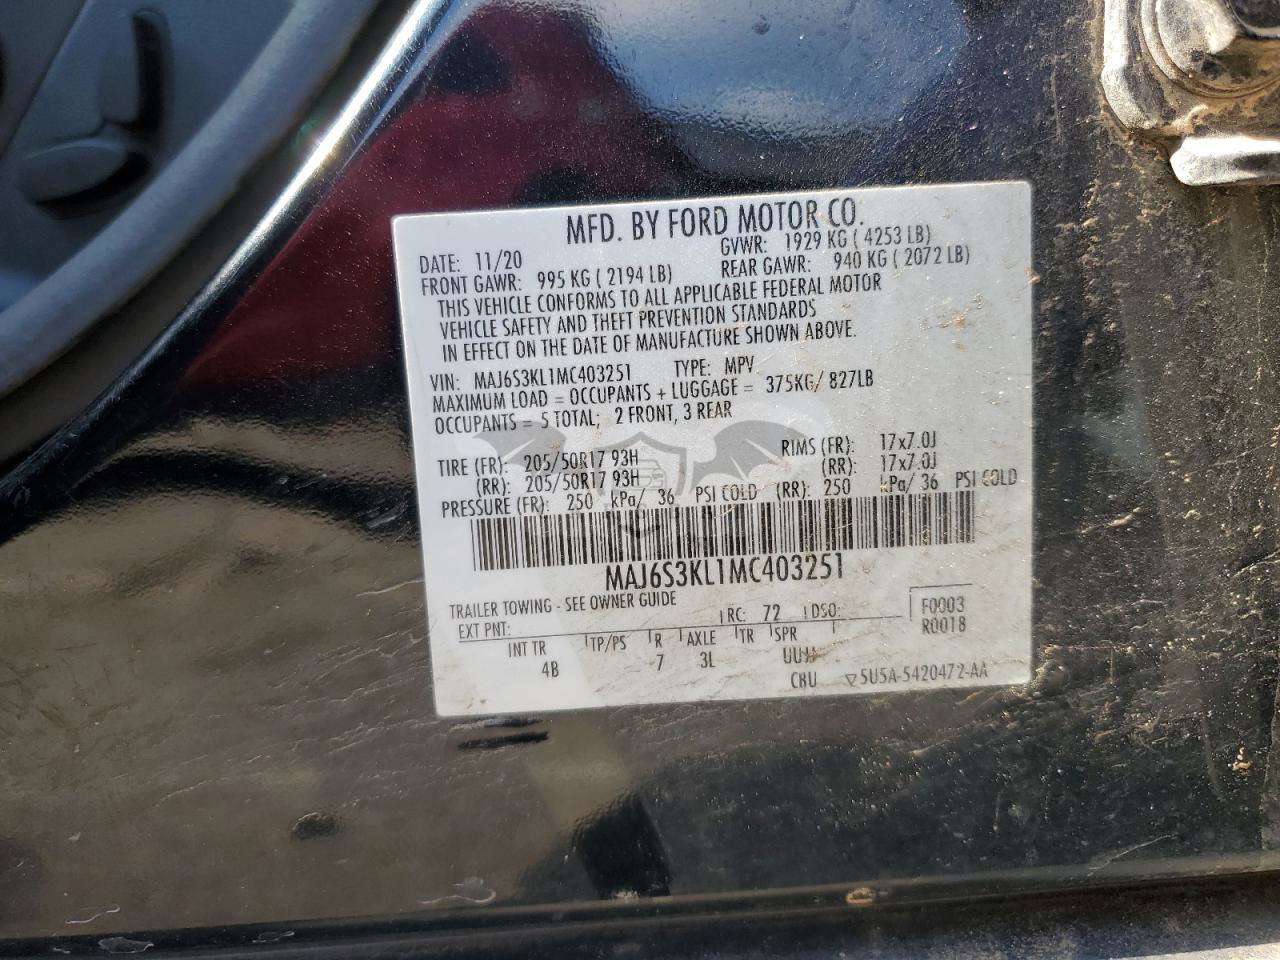 MFD. BY FORD MOTOR CO.
DATE: 11/20 GVWR: 1929 KG ( 4253 LB)
FRONT GAWR: 995 KG ( 2194 LB) REAR GAWR: 940 KG ( 2072 LB)
THIS VEHICLE CONFORMS TO ALL APPLICABLE FEDERAL MOTOR
VEHICLE SAFETY AND THEFT PREVENTION STANDARDS
IN EFFECT ON THE DATE OF MANUFACTURE SHOWN ABOVE.
VIN: MAJ6S3KL1MC403251 TYPE: MPV
MAXIMUM LOAD = OCCUPANTS + LUGGAGE = 375KG/ 827LB
OCCUPANTS = 5 TOTAL; 2 FRONT, 3 REAR
TIRE (FR): 205/50R17 93H RIMS (FR): 17x7.0J
(RR): 205/50R17 93H (RR): 17x7.0J
PRESSURE (FR): 250 kPa/ 36 PSI COLD (RR): 250 kPa/ 36 PSI COLD
MAJ6S3KL1MC403251
TRAILER TOWING - SEE OWNER GUIDE
EXT PNT: RC: 72 DSO: F0003
R0018
INT TR TP/PS R AXLE TR SPR
4B 7 3L
CBU 5U5A-5420472-AA